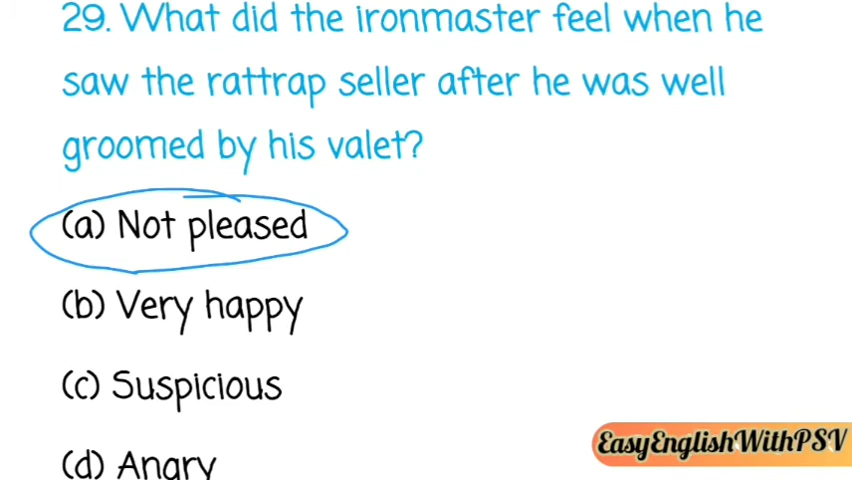 29. What did the ironmaster feel when he
saw the rattrap seller after he was well
groomed by his valet?
(a) Not pleased
(b) Very happy
(c) Suspicious
(d) Angry
EasyEnglishWithPSV